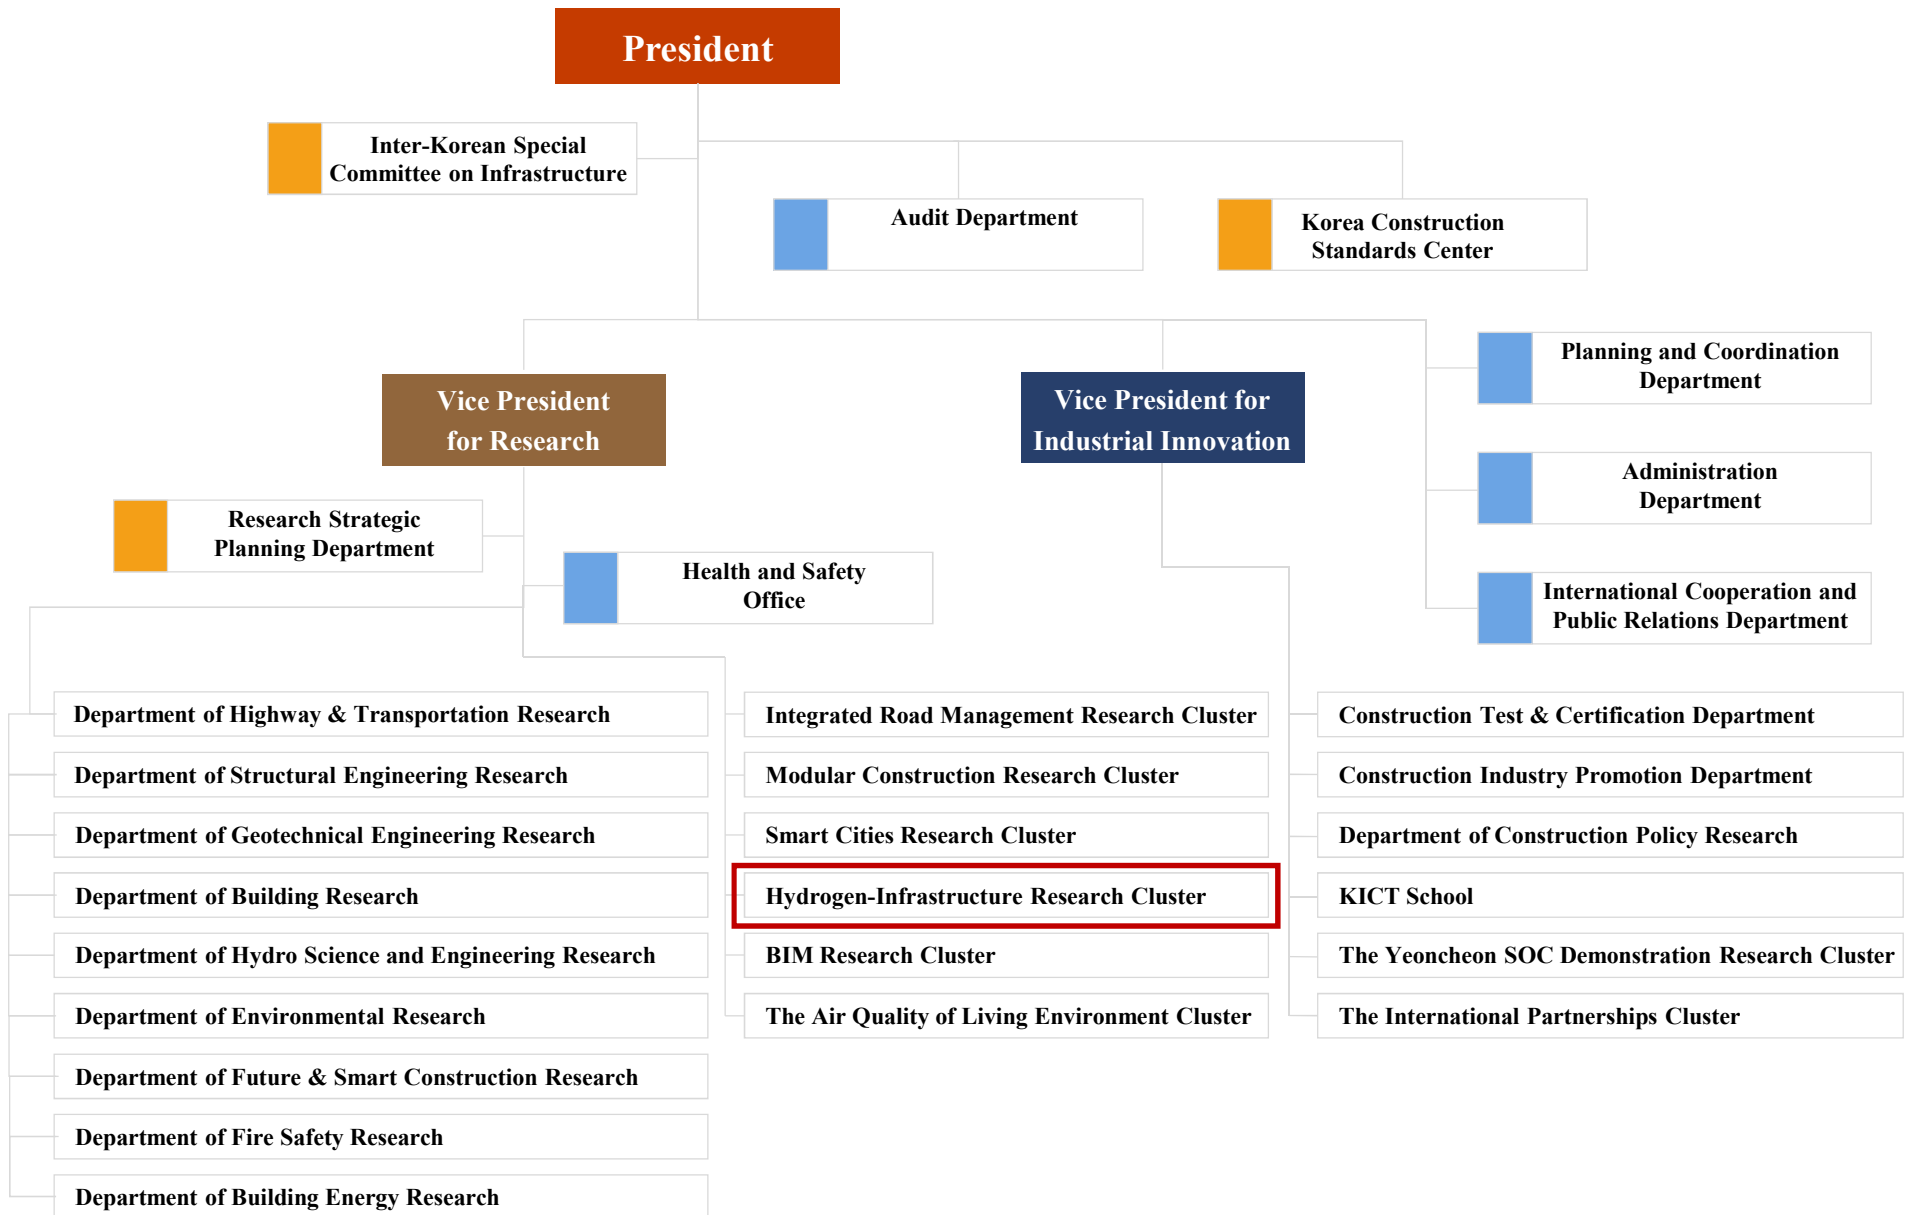 President
Inter-Korean Special
Committee on Infrastructure
Audit Department
Korea Construction
Standards Center
Vice President
for Research
Vice President for
Industrial Innovation
Planning and Coordination
Department
Administration
Department
International Cooperation and
Public Relations Department
Research Strategic
Planning Department
Health and Safety
Office
Department of Highway & Transportation Research
Department of Structural Engineering Research
Department of Geotechnical Engineering Research
Department of Building Research
Department of Hydro Science and Engineering Research
Department of Environmental Research
Department of Future & Smart Construction Research
Department of Fire Safety Research
Department of Building Energy Research
Integrated Road Management Research Cluster
Modular Construction Research Cluster
Smart Cities Research Cluster
Hydrogen-Infrastructure Research Cluster
BIM Research Cluster
The Air Quality of Living Environment Cluster
Construction Test & Certification Department
Construction Industry Promotion Department
Department of Construction Policy Research
KICT School
The Yeoncheon SOC Demonstration Research Cluster
The International Partnerships Cluster